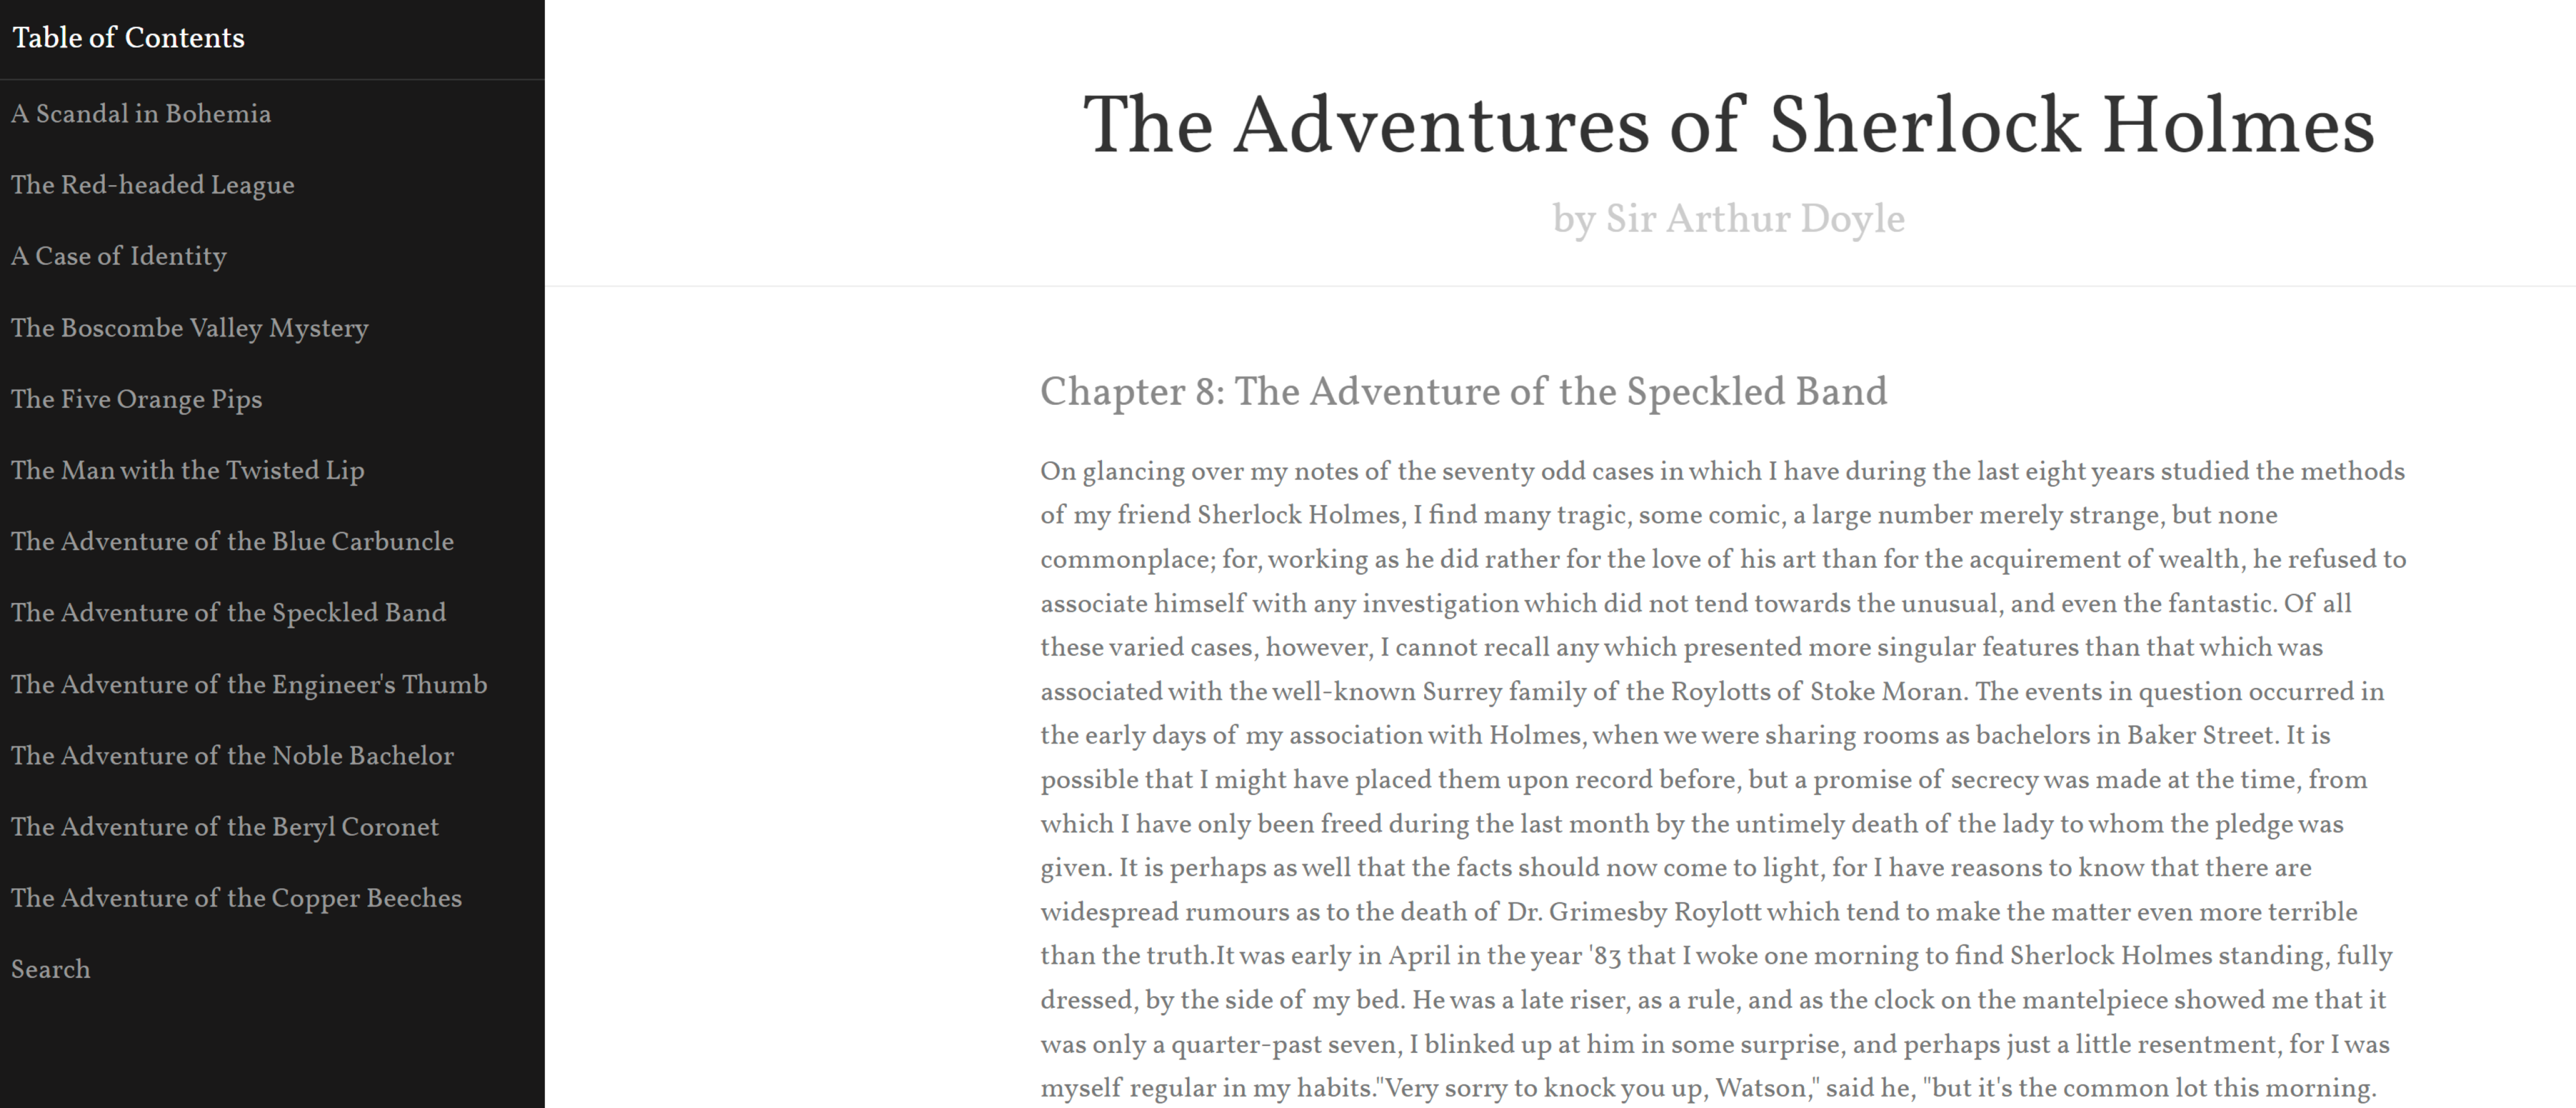 Table of Contents
A Scandal in Bohemia
The Red-headed League
A Case of Identity
The Boscombe Valley Mystery
The Five Orange Pips
The Man with the Twisted Lip
The Adventure of the Blue Carbuncle
The Adventure of the Speckled Band
The Adventure of the Engineer's Thumb
The Adventure of the Noble Bachelor
The Adventure of the Beryl Coronet
The Adventure of the Copper Beeches
Search
The Adventures of Sherlock Holmes
by Sir Arthur Doyle
Chapter 8: The Adventure of the Speckled Band
On glancing over my notes of the seventy odd cases in which I have during the last eight years studied the methods
of my friend Sherlock Holmes, I find many tragic, some comic, a large number merely strange, but none
commonplace; for, working as he did rather for the love of his art than for the acquirement of wealth, he refused to
associate himself with any investigation which did not tend towards the unusual, and even the fantastic. Of all
these varied cases, however, I cannot recall any which presented more singular features than that which was
associated with the well-known Surrey family of the Roylotts of Stoke Moran. The events in question occurred in
the early days of my association with Holmes, when we were sharing rooms as bachelors in Baker Street. It is
possible that I might have placed them upon record before, but a promise of secrecy was made at the time, from
which I have only been freed during the last month by the untimely death of the lady to whom the pledge was
given. It is perhaps as well that the facts should now come to light, for I have reasons to know that there are
widespread rumours as to the death of Dr. Grimesby Roylott which tend to make the matter even more terrible
than the truth.It was early in April in the year '83 that I woke one morning to find Sherlock Holmes standing, fully
dressed, by the side of my bed. He was a late riser, as a rule, and as the clock on the mantelpiece showed me that it
was only a quarter-past seven, I blinked up at him in some surprise, and perhaps just a little resentment, for I was
myself regular in my habits."Very sorry to knock you up, Watson," said he, "but it's the common lot this morning.